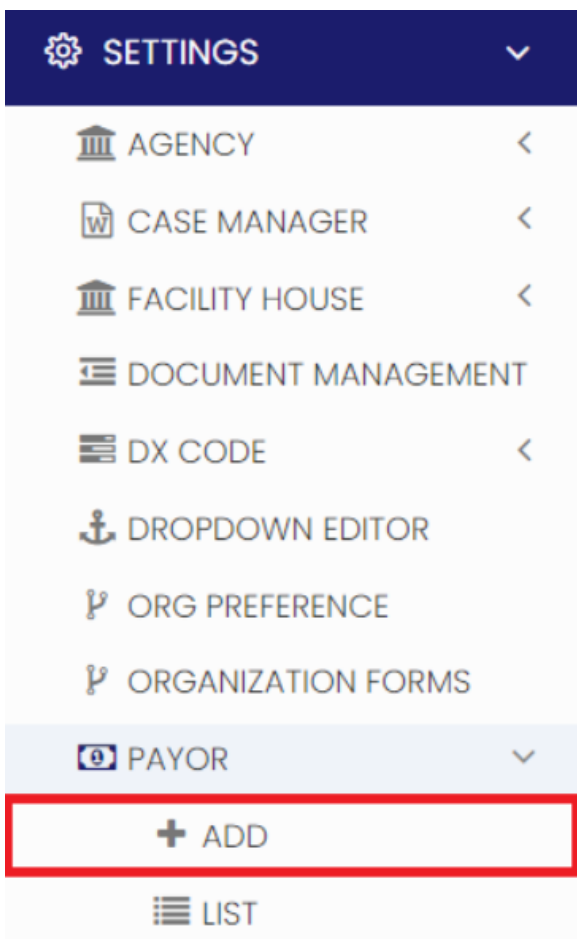 SETTINGS
AGENCY
CASE MANAGER
FACILITY HOUSE
DOCUMENT MANAGEMENT
DX CODE
DROPDOWN EDITOR
ORG PREFERENCE
ORGANIZATION FORMS
PAYOR
ADD
LIST